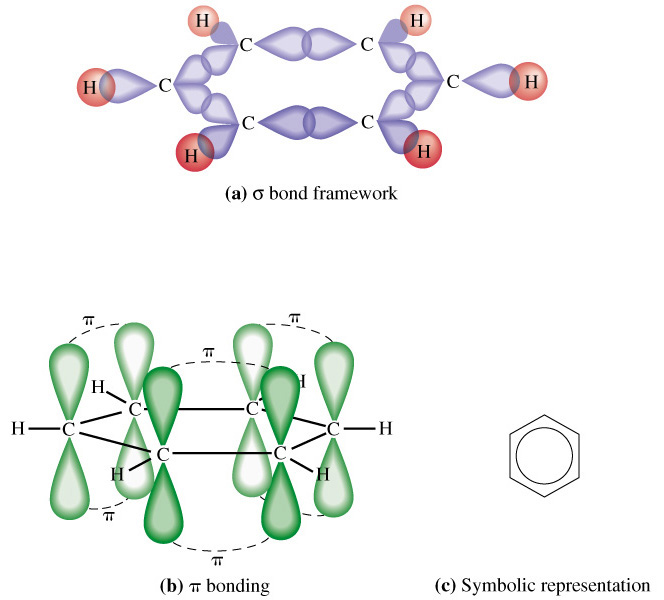 H H
C C
H C C H
C C
H H
(a) σ bond framework
π π
π
H H
C C
H C C H
C C
H H
π
π
(b) π bonding
(c) Symbolic representation